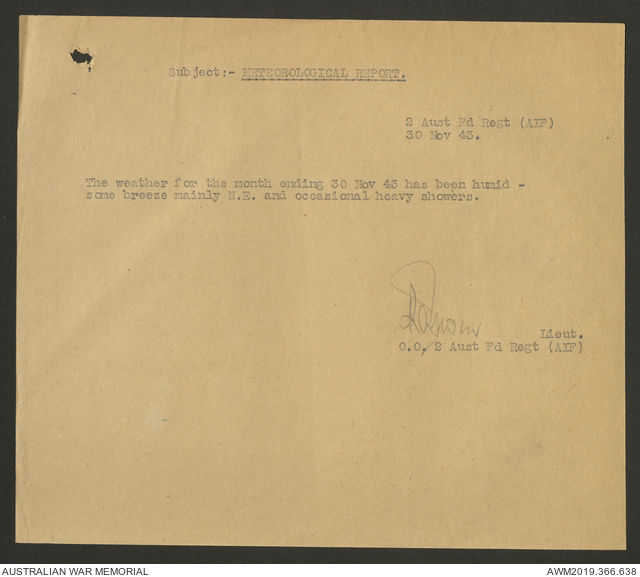 Subject:- METEOROLOGICAL REPORT.
2 Aust Fd Regt (AIF)
30 Nov 43.
The weather for the month ending 30 Nov 43 has been humid -
some breeze mainly N.E. and occasional heavy showers.
Lieut.
O.O, 2 Aust Fd Regt (AIF)
AUSTRALIAN WAR MEMORIAL
AWM2019.366.638